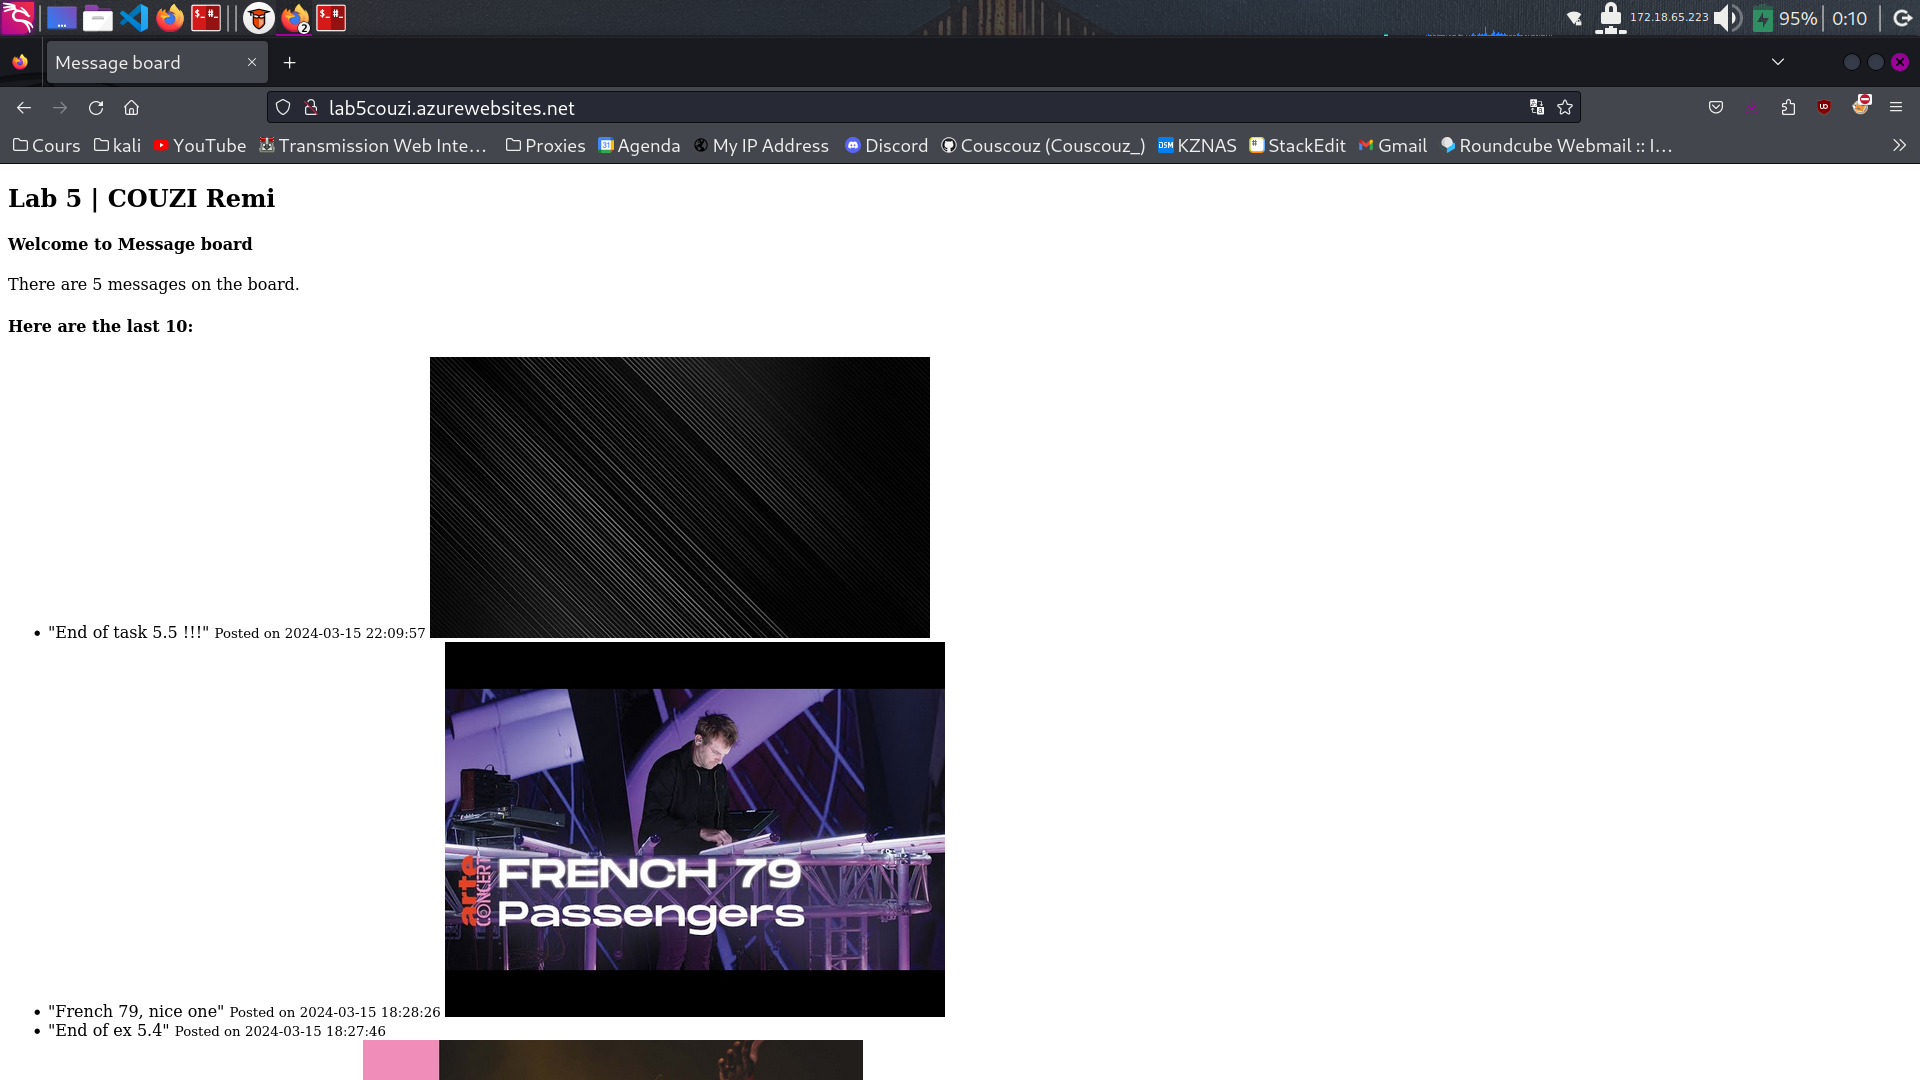 172.18.65.223 95% 0:10
Message board
lab5couzi.azurewebsites.net
Cours kali YouTube Transmission Web Inte… Proxies Agenda My IP Address Discord Couscouz (Couscouz_) KZNAS StackEdit Gmail Roundcube Webmail :: I…
Lab 5 | COUZI Remi
Welcome to Message board
There are 5 messages on the board.
Here are the last 10:
"End of task 5.5 !!!" Posted on 2024-03-15 22:09:57
arte CONCERT
FRENCH 79
Passengers
"French 79, nice one" Posted on 2024-03-15 18:28:26
"End of ex 5.4" Posted on 2024-03-15 18:27:46